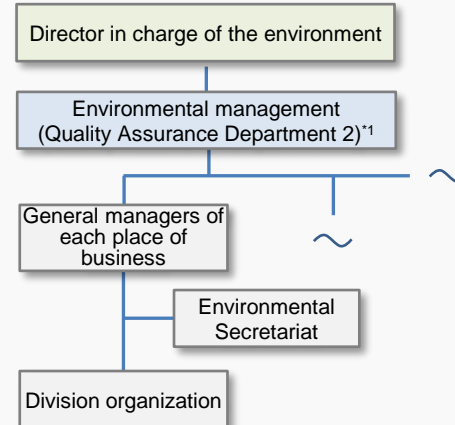 Director in charge of the environment
Environmental management
(Quality Assurance Department 2)*1
General managers of
each place of
business
Environmental
Secretariat
Division organization